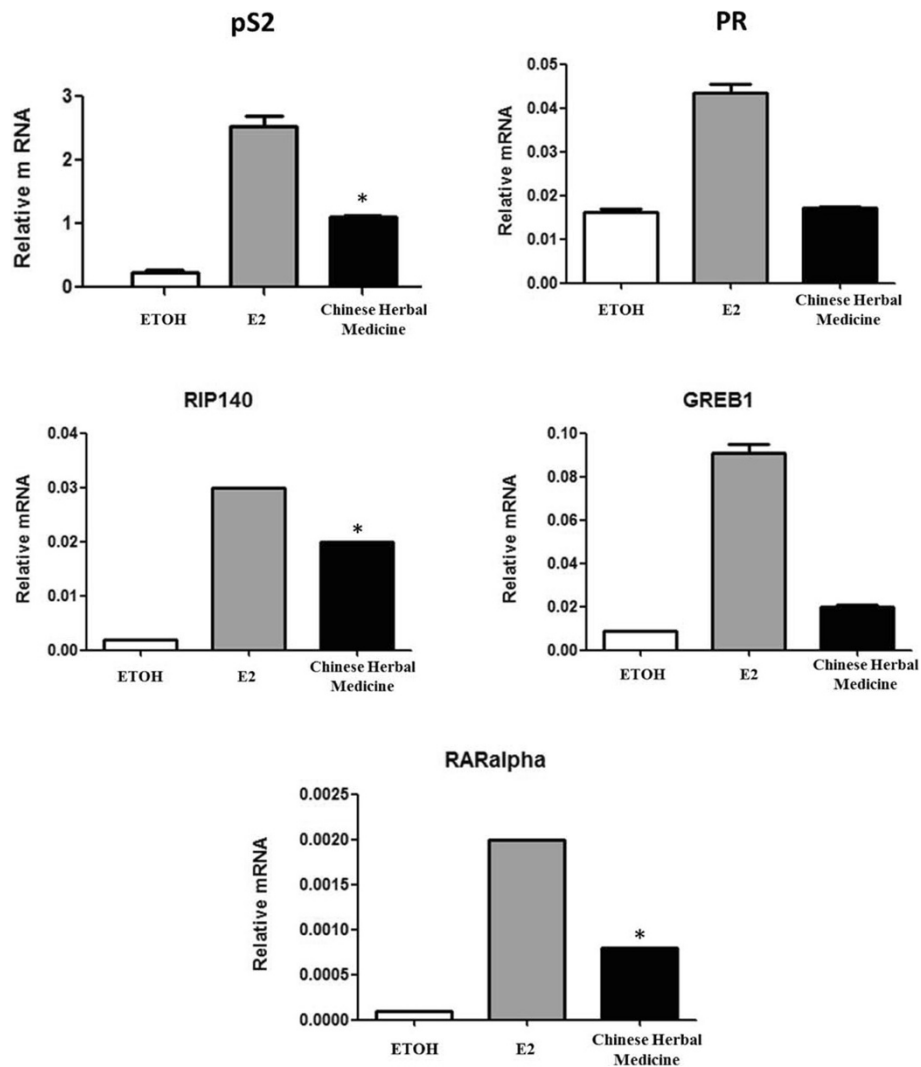 pS2
Relative m RNA
3
2
1
0
*
ETOH
E2
Chinese Herbal
Medicine
PR
Relative mRNA
0.05
0.04
0.03
0.02
0.01
0.00
ETOH
E2
Chinese Herbal
Medicine
RIP140
Relative mRNA
0.04
0.03
0.02
0.01
0.00
*
ETOH
E2
Chinese Herbal
Medicine
GREB1
Relative mRNA
0.10
0.08
0.06
0.04
0.02
0.00
ETOH
E2
Chinese Herbal
Medicine
RARalpha
Relative mRNA
0.0025
0.0020
0.0015
0.0010
0.0005
0.0000
*
ETOH
E2
Chinese Herbal
Medicine